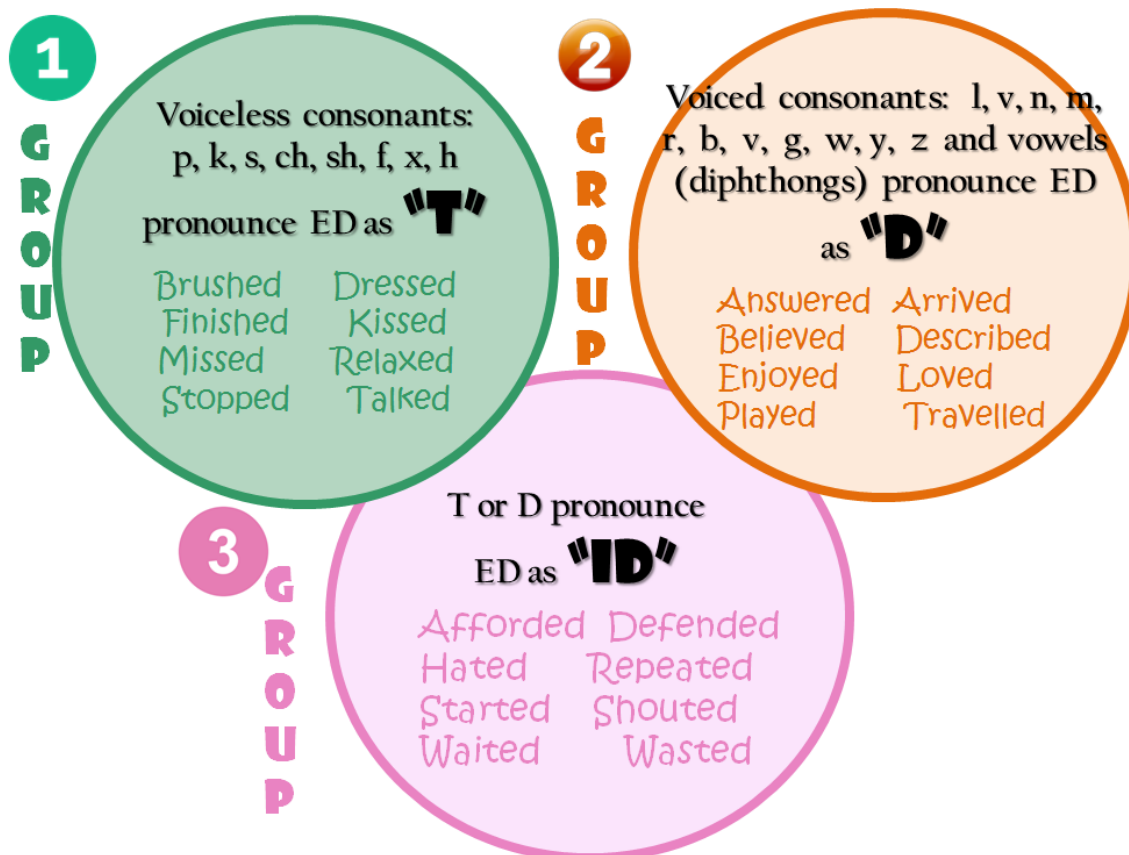 1
GROUP
Voiceless consonants:
p, k, s, ch, sh, f, x, h
pronounce ED as "T"
Brushed Dressed
Finished Kissed
Missed Relaxed
Stopped Talked
2
GROUP
Voiced consonants: l, v, n, m,
r, b, v, g, w, y, z and vowels
(diphthongs) pronounce ED
as "D"
Answered Arrived
Believed Described
Enjoyed Loved
Played Travelled
3
GROUP
T or D pronounce
ED as "ID"
Afforded Defended
Hated Repeated
Started Shouted
Waited Wasted